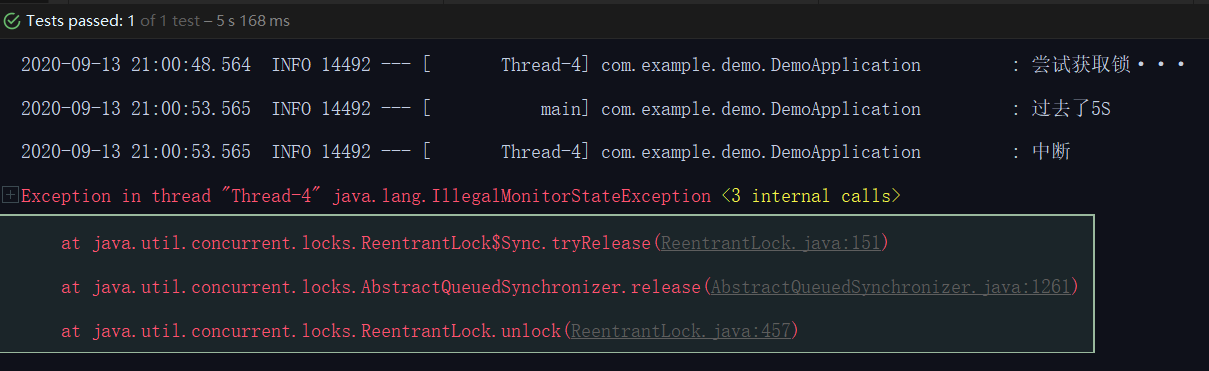 Tests passed: 1 of 1 test – 5 s 168 ms
2020-09-13 21:00:48.564  INFO 14492 --- [       Thread-4] com.example.demo.DemoApplication         : 尝试获取锁···
2020-09-13 21:00:53.565  INFO 14492 --- [           main] com.example.demo.DemoApplication         : 过去了5S
2020-09-13 21:00:53.565  INFO 14492 --- [       Thread-4] com.example.demo.DemoApplication         : 中断
Exception in thread "Thread-4" java.lang.IllegalMonitorStateException <3 internal calls>
at java.util.concurrent.locks.ReentrantLock$Sync.tryRelease(ReentrantLock.java:151)
at java.util.concurrent.locks.AbstractQueuedSynchronizer.release(AbstractQueuedSynchronizer.java:1261)
at java.util.concurrent.locks.ReentrantLock.unlock(ReentrantLock.java:457)